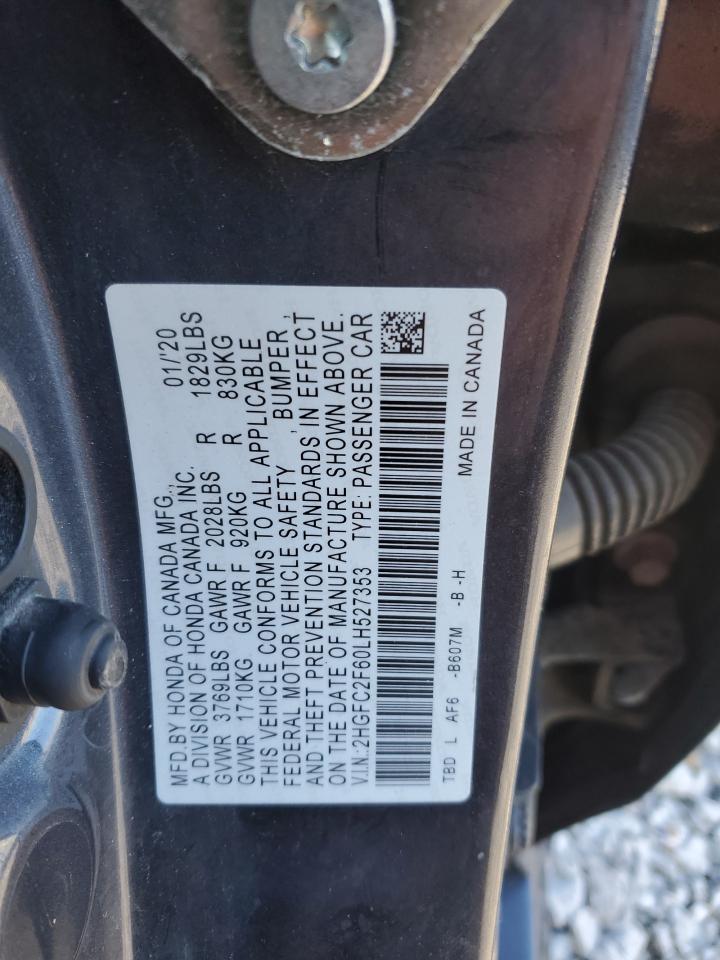 MFD.BY HONDA OF CANADA MFG., 01/'20
A DIVISION OF HONDA CANADA INC.
GVWR 3769LBS GAWR F 2028LBS R 1829LBS
GVWR 1710KG GAWR F 920KG R 830KG
THIS VEHICLE CONFORMS TO ALL APPLICABLE
FEDERAL MOTOR VEHICLE SAFETY , BUMPER ,
AND THEFT PREVENTION STANDARDS IN EFFECT
ON THE DATE OF MANUFACTURE SHOWN ABOVE.
V.I.N.:2HGFC2F60LH527353 TYPE: PASSENGER CAR
TBD L AF6 -B607M -B -H
MADE IN CANADA